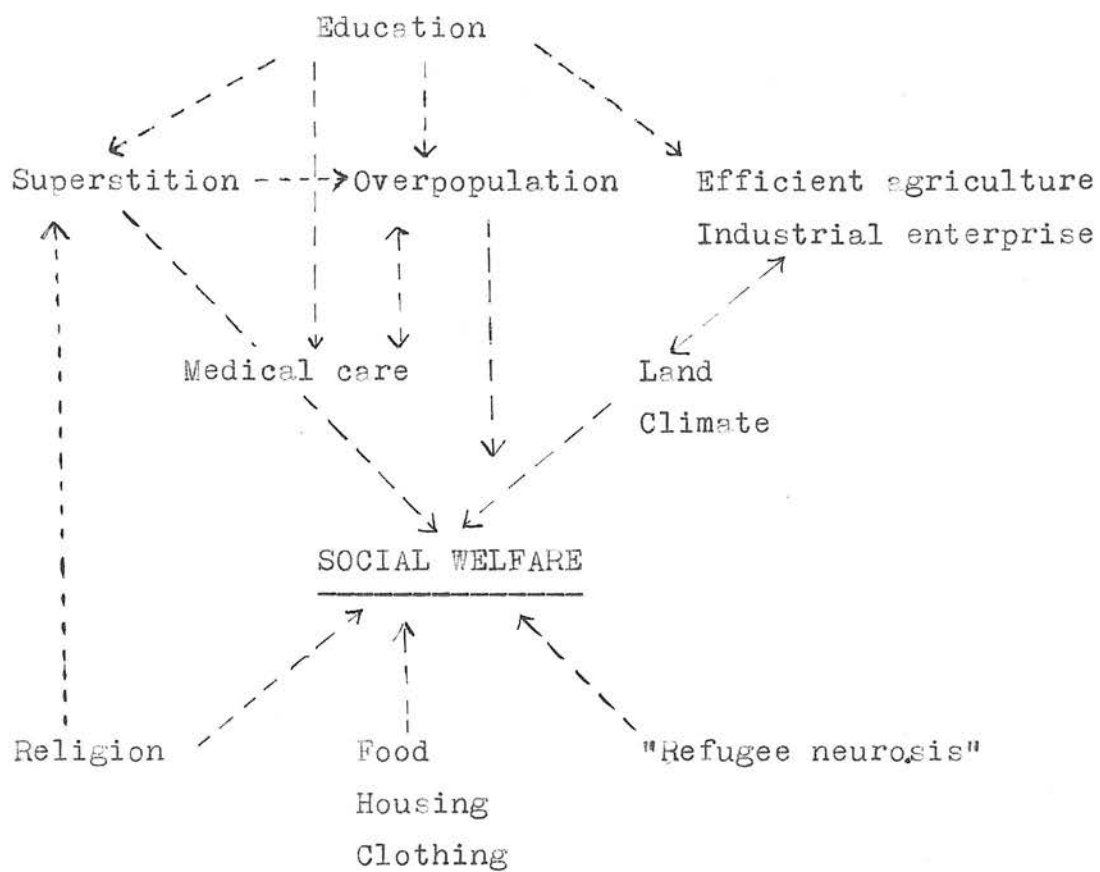 Education
Superstition Overpopulation Efficient agriculture
Industrial enterprise
Medical care Land
Climate
SOCIAL WELFARE
Religion Food "Refugee neurosis"
Housing
Clothing